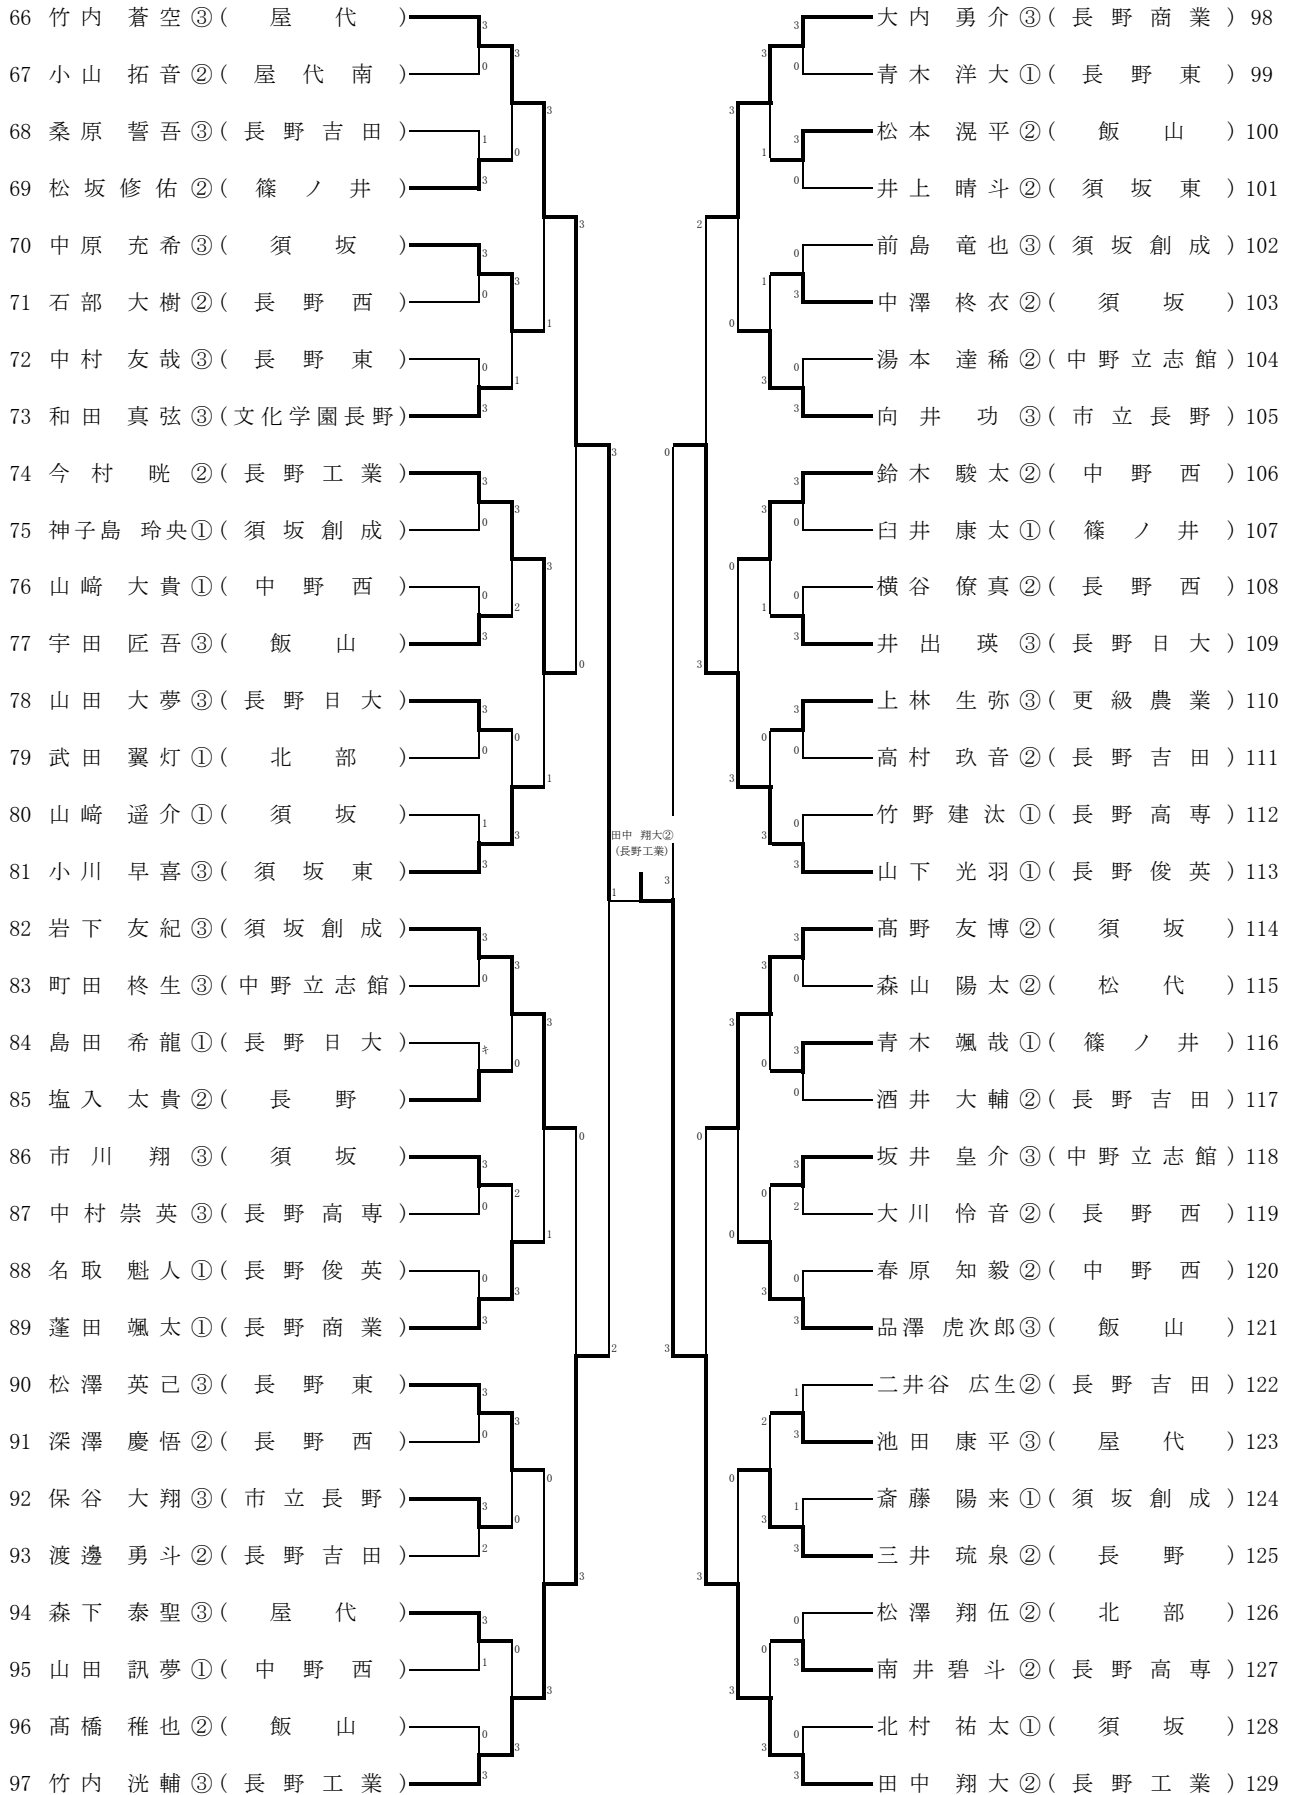 66 竹内 蒼空③(屋代)
67 小山 拓音②(屋代南)
68 桑原 誓吾③(長野吉田)
69 松坂修佑②(篠ノ井)
70 中原 充希③(須坂)
71 石部 大樹②(長野西)
72 中村 友哉③(長野東)
73 和田 真弦③(文化学園長野)
74 今村 晄②(長野工業)
75 神子島 玲央①(須坂創成)
76 山﨑 大貴①(中野西)
77 宇田 匠吾③(飯山)
78 山田 大夢③(長野日大)
79 武田 翼灯①(北部)
80 山﨑 遥介①(須坂)
81 小川 早喜③(須坂東)
82 岩下 友紀③(須坂創成)
83 町田 柊生③(中野立志館)
84 島田 希龍①(長野日大)
85 塩入 太貴②(長野)
86 市川 翔③(須坂)
87 中村崇英③(長野高専)
88 名取 魁人①(長野俊英)
89 蓬田 颯太①(長野商業)
90 松澤 英己③(長野東)
91 深澤 慶悟②(長野西)
92 保谷 大翔③(市立長野)
93 渡邊 勇斗②(長野吉田)
94 森下 泰聖③(屋代)
95 山田 訊夢①(中野西)
96 髙橋 稚也②(飯山)
97 竹内 洸輔③(長野工業)
田中 翔大②
(長野工業)
大内 勇介③(長野商業) 98
青木 洋大①(長野東) 99
松本 滉平②(飯山) 100
井上 晴斗②(須坂東) 101
前島 竜也③(須坂創成) 102
中澤 柊衣②(須坂) 103
湯本 達稀②(中野立志館) 104
向井 功③(市立長野) 105
鈴木 駿太②(中野西) 106
臼井 康太①(篠ノ井) 107
横谷 僚真②(長野西) 108
井出 瑛③(長野日大) 109
上林 生弥③(更級農業) 110
高村 玖音②(長野吉田) 111
竹野建汰①(長野高専) 112
山下 光羽①(長野俊英) 113
髙野 友博②(須坂) 114
森山 陽太②(松代) 115
青木 颯哉①(篠ノ井) 116
酒井 大輔②(長野吉田) 117
坂井 皇介③(中野立志館) 118
大川 怜音②(長野西) 119
春原 知毅②(中野西) 120
品澤 虎次郎③(飯山) 121
二井谷 広生②(長野吉田) 122
池田 康平③(屋代) 123
斎藤 陽来①(須坂創成) 124
三井 琉泉②(長野) 125
松澤 翔伍②(北部) 126
南井碧斗②(長野高専) 127
北村 祐太①(須坂) 128
田中 翔大②(長野工業) 129